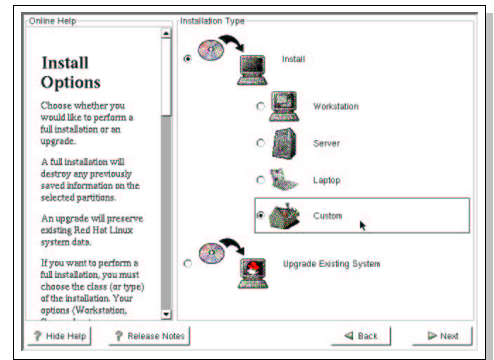 Online Help
Install
Options
Choose whether you
would like to perform a
full installation or an
upgrade.
A full installation will
destroy any previously
saved information on the
selected partitions.
An upgrade will preserve
existing Red Hat Linux
system data.
If you want to perform a
full installation, you must
choose the class (or type)
of the installation. Your
options (Workstation,
Installation Type
Install
Workstation
Server
Laptop
Custom
Upgrade Existing System
Hide Help
Release Notes
Back
Next